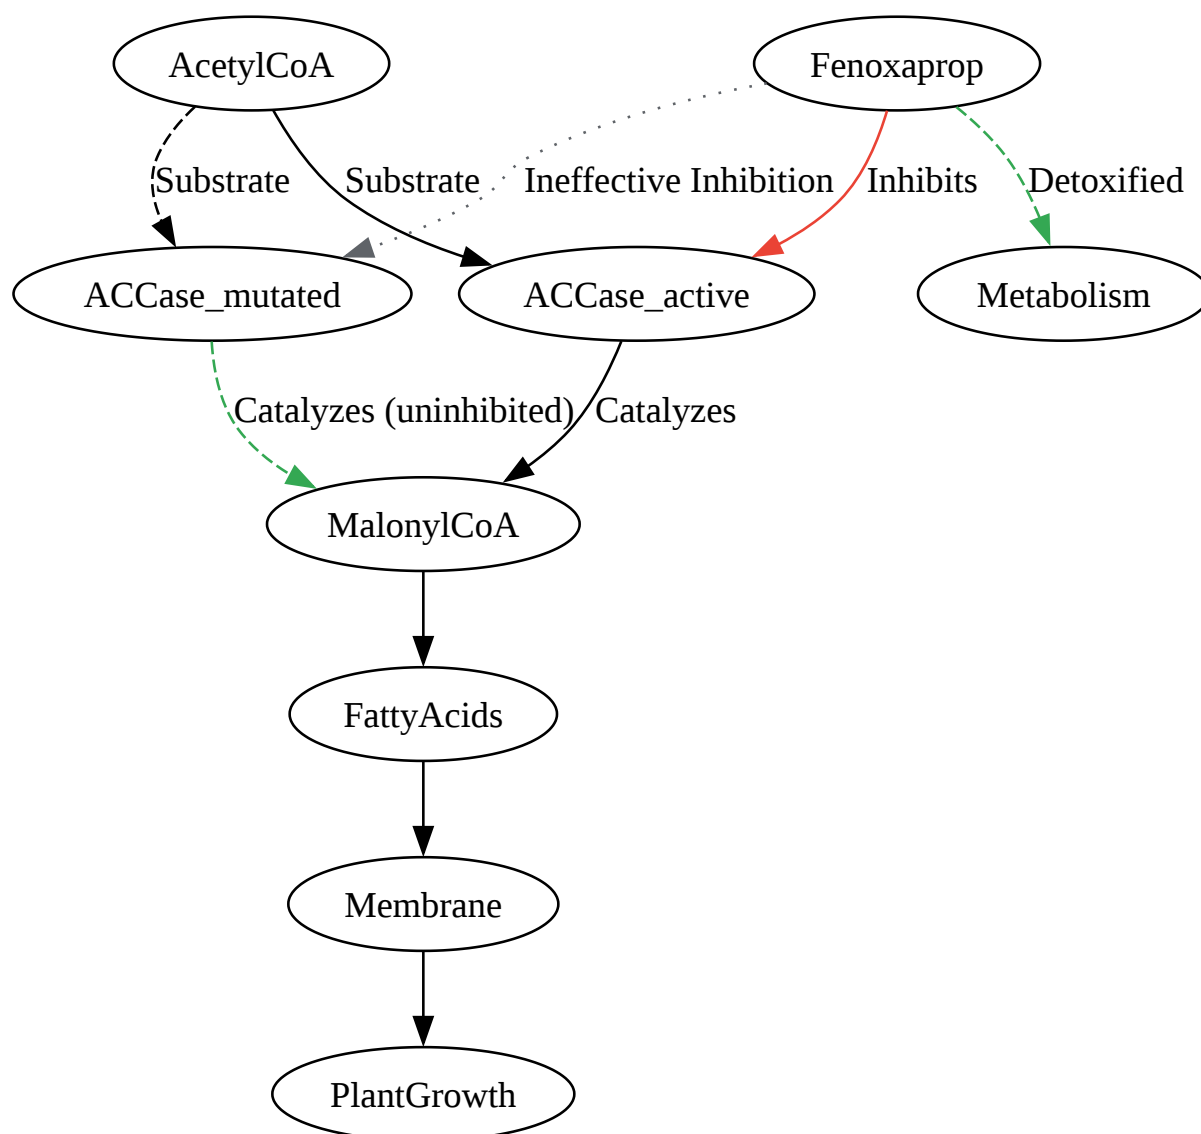 AcetylCoA
Fenoxaprop
Substrate
Substrate
Ineffective Inhibition
Inhibits
Detoxified
ACCase_mutated
ACCase_active
Metabolism
Catalyzes (uninhibited)
Catalyzes
MalonylCoA
FattyAcids
Membrane
PlantGrowth